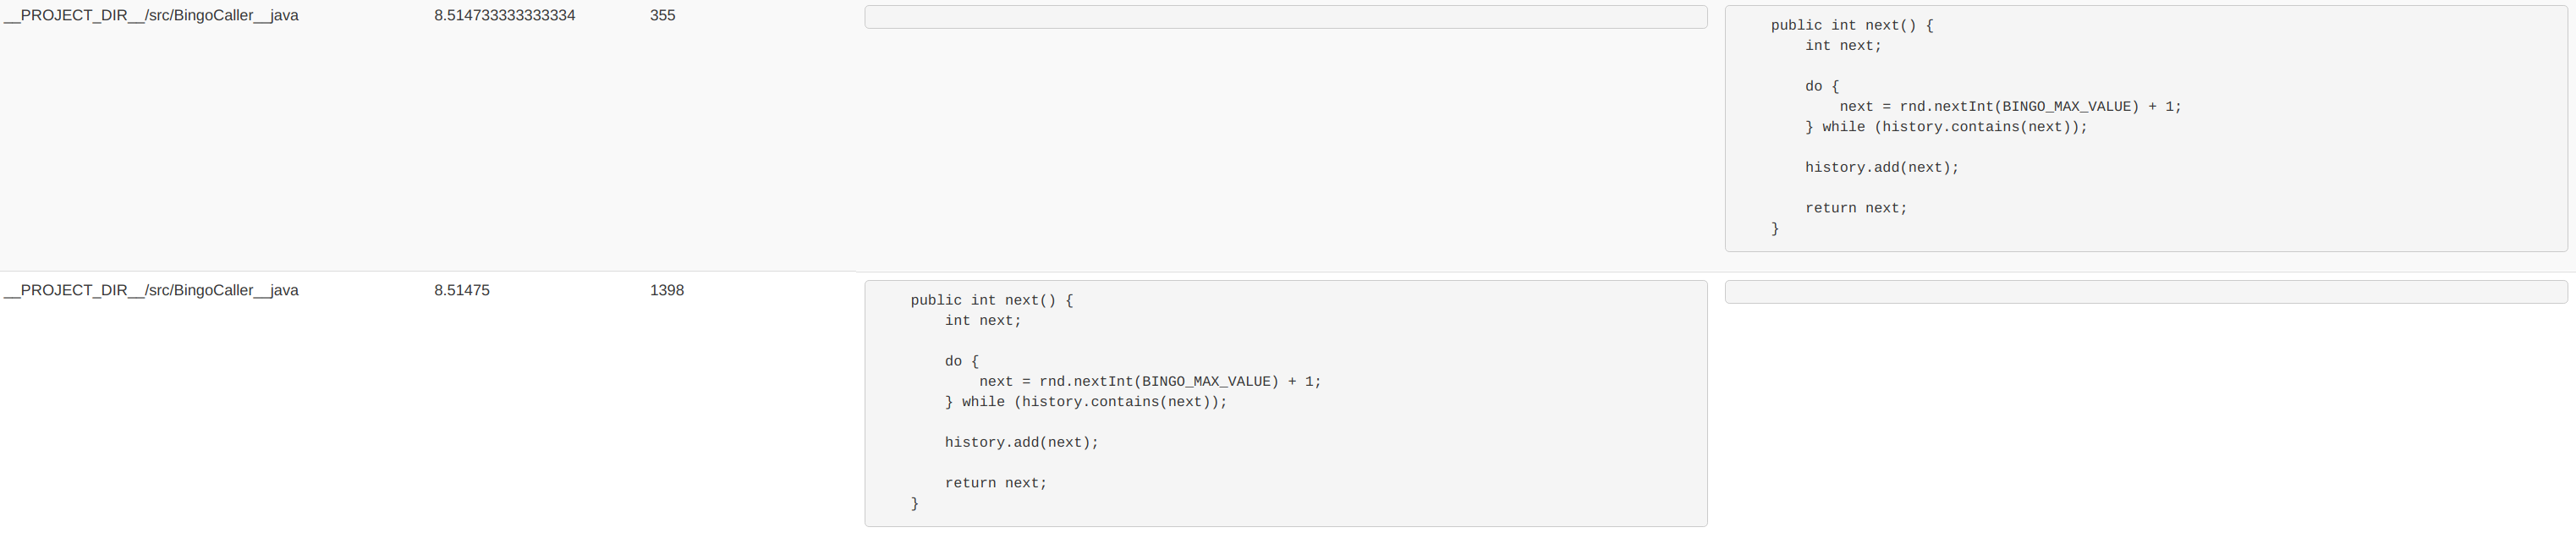 __PROJECT_DIR__/src/BingoCaller__java 8.514733333333334 355
public int next() {
int next;
do {
next = rnd.nextInt(BINGO_MAX_VALUE) + 1;
} while (history.contains(next));
history.add(next);
return next;
}
__PROJECT_DIR__/src/BingoCaller__java 8.51475 1398
public int next() {
int next;
do {
next = rnd.nextInt(BINGO_MAX_VALUE) + 1;
} while (history.contains(next));
history.add(next);
return next;
}